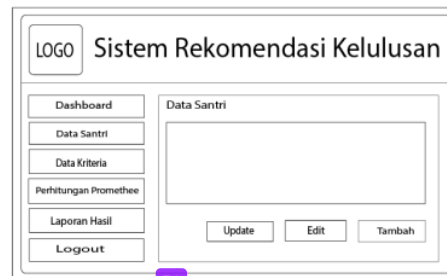 LOGO
Sistem Rekomendasi Kelulusan
Dashboard
Data Santri
Data Santri
Data Kriteria
Perhitungan Promethee
Laporan Hasil
Update
Edit
Tambah
Logout